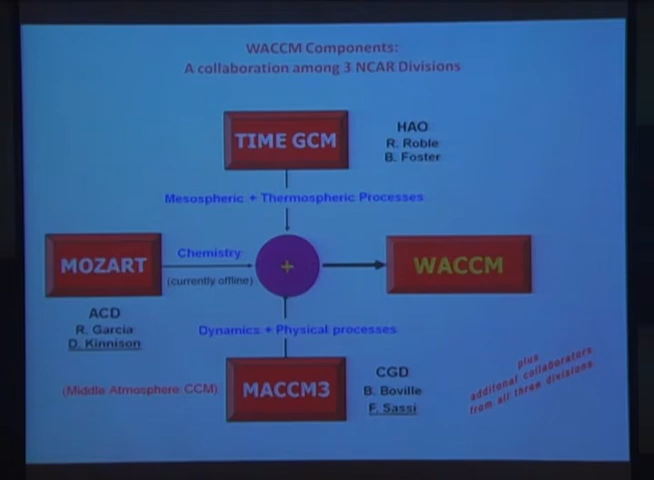 WACCM Components:
A collaboration among 3 NCAR Divisions
TIME GCM
HAO
R. Roble
B. Foster
Mesospheric + Thermospheric Processes
MOZART
Chemistry
(currently offline)
+
WACCM
ACD
R. Garcia
D. Kinnison
Dynamics + Physical processes
(Middle Atmosphere CCM)
MACCM3
CGD
B. Boville
F. Sassi
plus
additonal collaborators
from all three divisions